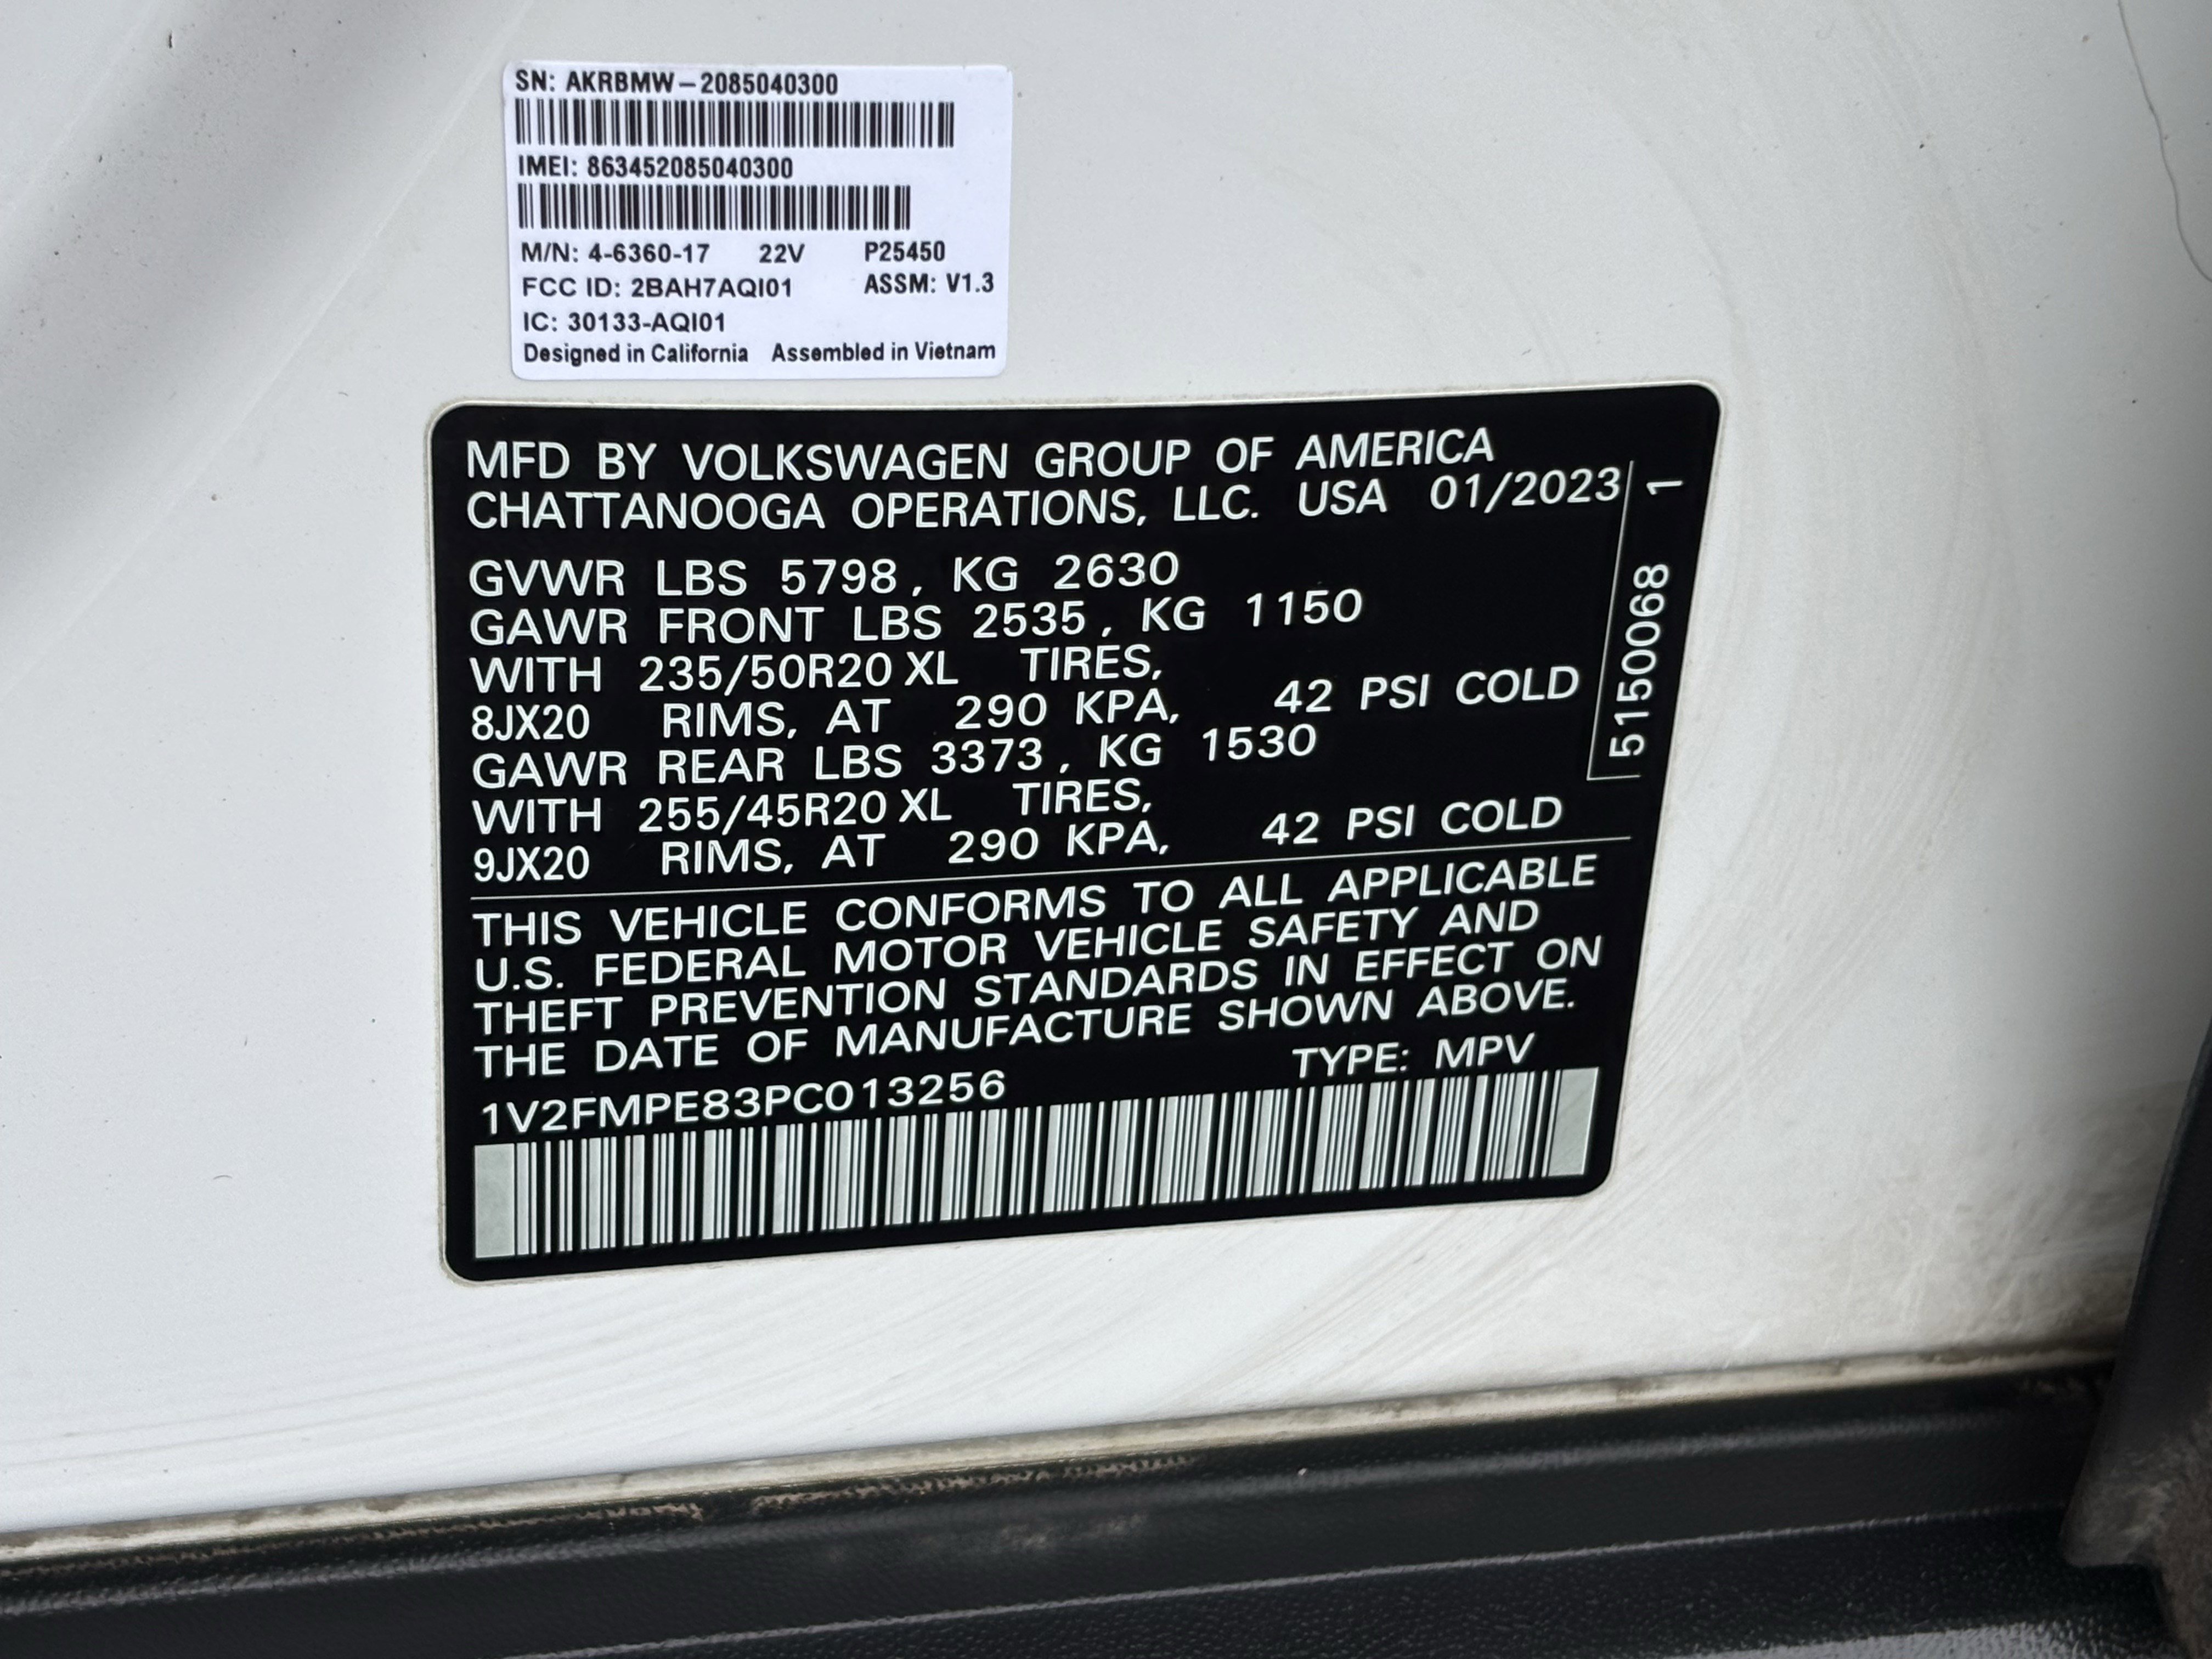 SN: AKRBMW-2085040300
IMEI: 863452085040300
M/N: 4-6360-17 22V P25450
FCC ID: 2BAH7AQI01 ASSM: V1.3
IC: 30133-AQI01
Designed in California Assembled in Vietnam
MFD BY VOLKSWAGEN GROUP OF AMERICA
CHATTANOOGA OPERATIONS, LLC. USA 01/2023
GVWR LBS 5798, KG 2630
GAWR FRONT LBS 2535, KG 1150
WITH 235/50R20 XL TIRES,
8JX20 RIMS, AT 290 KPA, 42 PSI COLD
GAWR REAR LBS 3373, KG 1530
WITH 255/45R20 XL TIRES,
9JX20 RIMS, AT 290 KPA, 42 PSI COLD
5150068 1
THIS VEHICLE CONFORMS TO ALL APPLICABLE
U.S. FEDERAL MOTOR VEHICLE SAFETY AND
THEFT PREVENTION STANDARDS IN EFFECT ON
THE DATE OF MANUFACTURE SHOWN ABOVE.
1V2FMPE83PC013256 TYPE: MPV